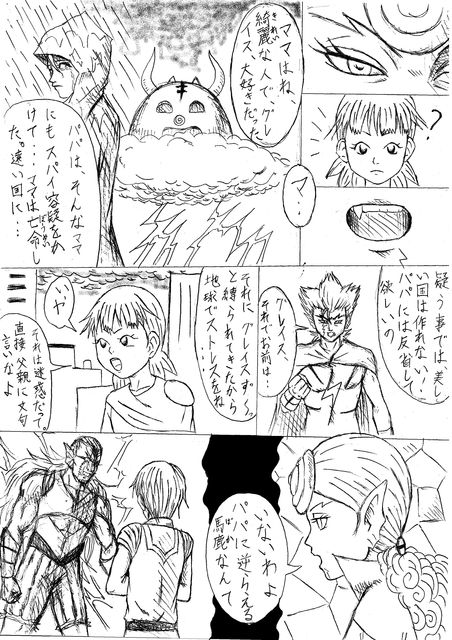 マ…
ママはね、
綺麗な人で、グレ
イス大好きだった
パパは、そんなママ
にもスパイ容疑をか
けて・・・ママは亡命し
た。遠い国に・・・
疑う事では美し
い国は作れない!
パパには反省して
欲しいの
グレイス、
それでお前は…
それに、グレイスずーっ
と縛られてきたから
地球でストレスをね
いや
それは迷惑だて。
直接父親に文句
言いなよ
いないわよ
パパに逆らえる
馬鹿なんて